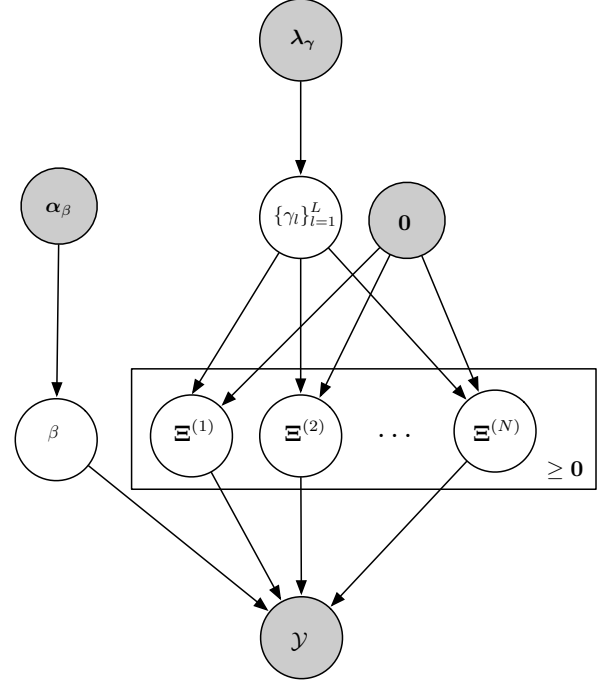 λ_γ
α_β
{γ_l}_{l=1}^L
0
β
Ξ^(1)
Ξ^(2)
···
Ξ^(N)
≥ 0
𝒴